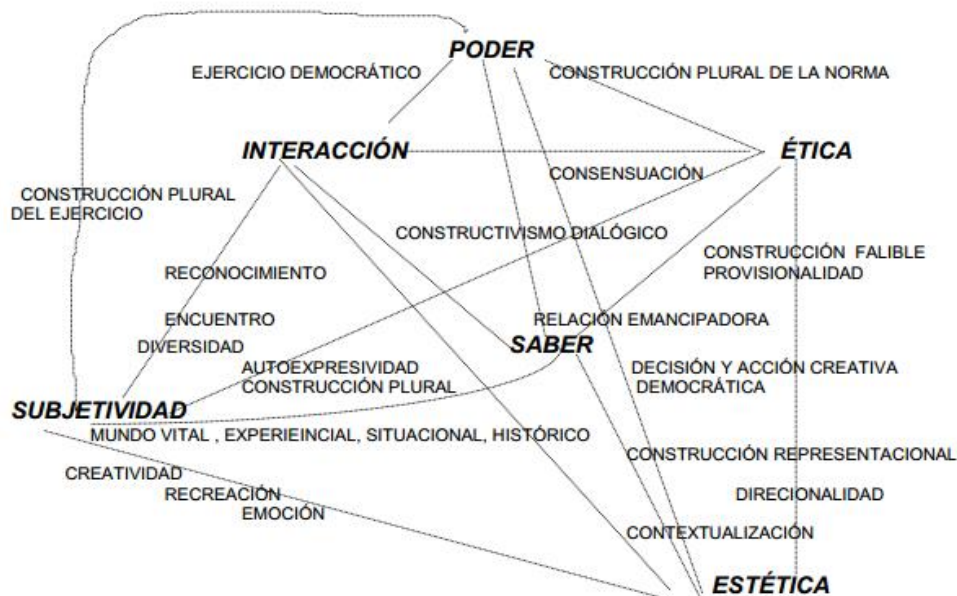 PODER
EJERCICIO DEMOCRÁTICO
CONSTRUCCIÓN PLURAL DE LA NORMA
INTERACCIÓN
ÉTICA
CONSENSUACIÓN
CONSTRUCCIÓN PLURAL
DEL EJERCICIO
CONSTRUCTIVISMO DIALÓGICO
CONSTRUCCIÓN FALIBLE
PROVISIONALIDAD
RECONOCIMIENTO
ENCUENTRO
DIVERSIDAD
RELACIÓN EMANCIPADORA
SABER
AUTOEXPRESIVIDAD
CONSTRUCCIÓN PLURAL
DECISIÓN Y ACCIÓN CREATIVA
DEMOCRÁTICA
SUBJETIVIDAD
MUNDO VITAL , EXPERIEINCIAL, SITUACIONAL, HISTÓRICO
CONSTRUCCIÓN REPRESENTACIONAL
CREATIVIDAD
RECREACIÓN
EMOCIÓN
DIRECIONALIDAD
CONTEXTUALIZACIÓN
ESTÉTICA